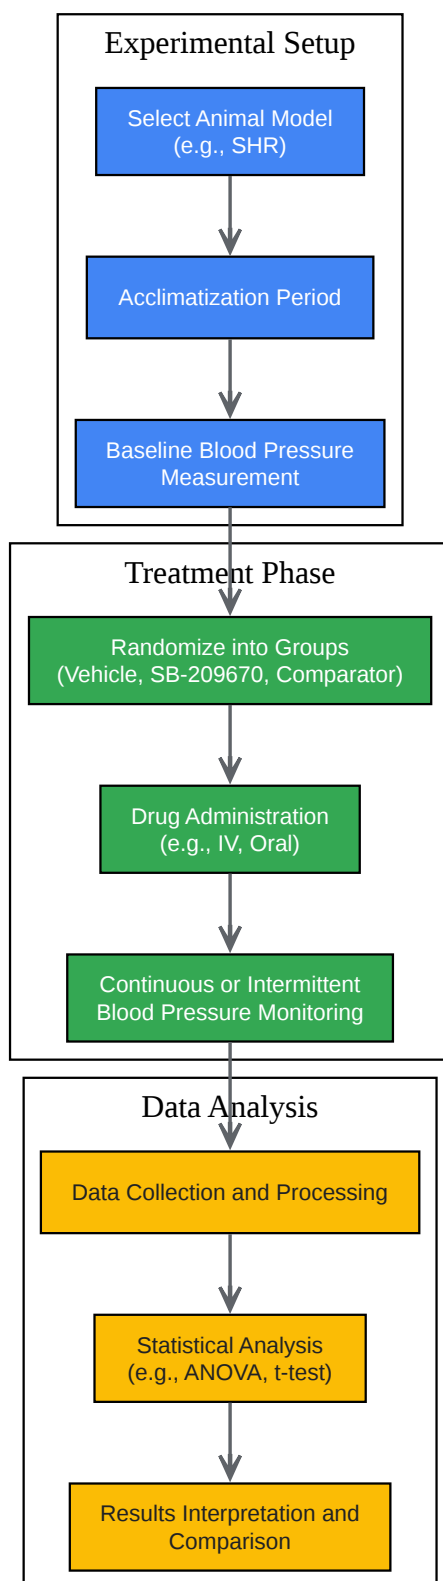 Experimental Setup
Select Animal Model
(e.g., SHR)
Acclimatization Period
Baseline Blood Pressure
Measurement
Treatment Phase
Randomize into Groups
(Vehicle, SB-209670, Comparator)
Drug Administration
(e.g., IV, Oral)
Continuous or Intermittent
Blood Pressure Monitoring
Data Analysis
Data Collection and Processing
Statistical Analysis
(e.g., ANOVA, t-test)
Results Interpretation and
Comparison